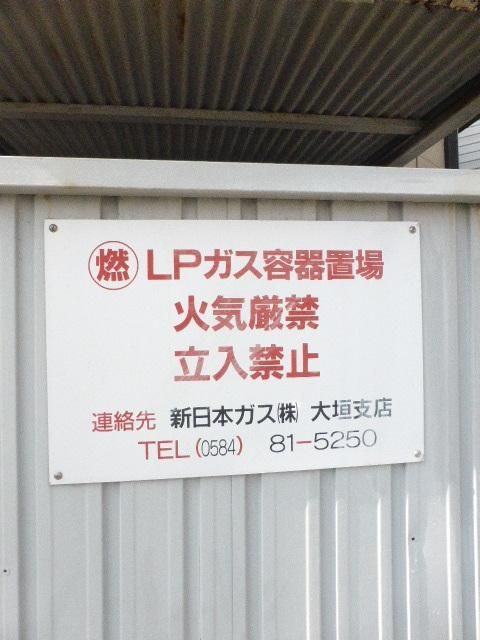 燃 LPガス容器置場
火気厳禁
立入禁止
連絡先 新日本ガス㈱ 大垣支店
TEL(0584) 81-5250